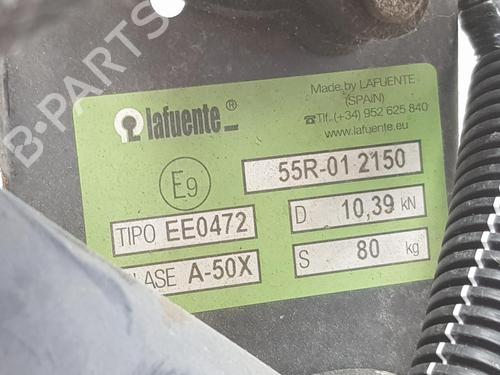 B-PARTS
lafuente®
Made by LAFUENTE
(SPAIN)
☎Tlf. (+34) 952 625 840
www.lafuente.eu
E9
55R-01 2150
TIPO EE0472
D 10,39 kN
LASE A-50X
S 80 kg